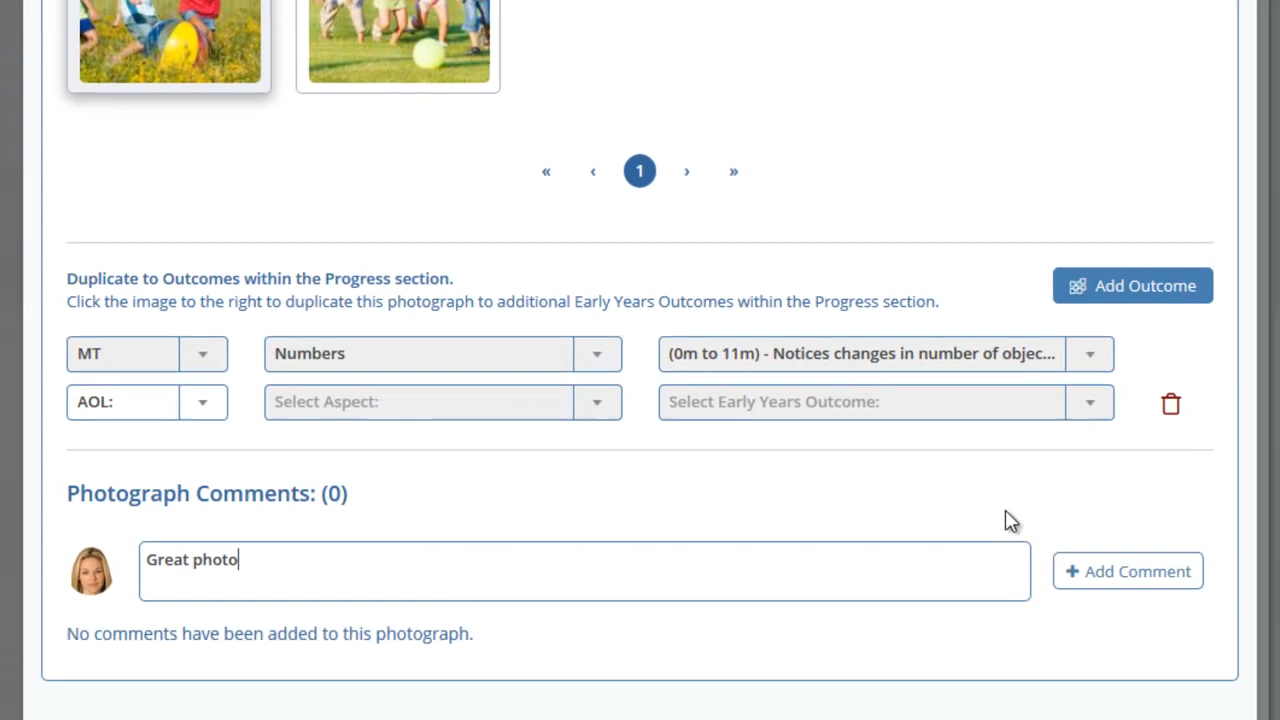 « ‹ 1 › »
Duplicate to Outcomes within the Progress section.
Click the image to the right to duplicate this photograph to additional Early Years Outcomes within the Progress section.
Add Outcome
MT Numbers (0m to 11m) - Notices changes in number of objec...
AOL: Select Aspect: Select Early Years Outcome:
Photograph Comments: (0)
Great photo
+ Add Comment
No comments have been added to this photograph.